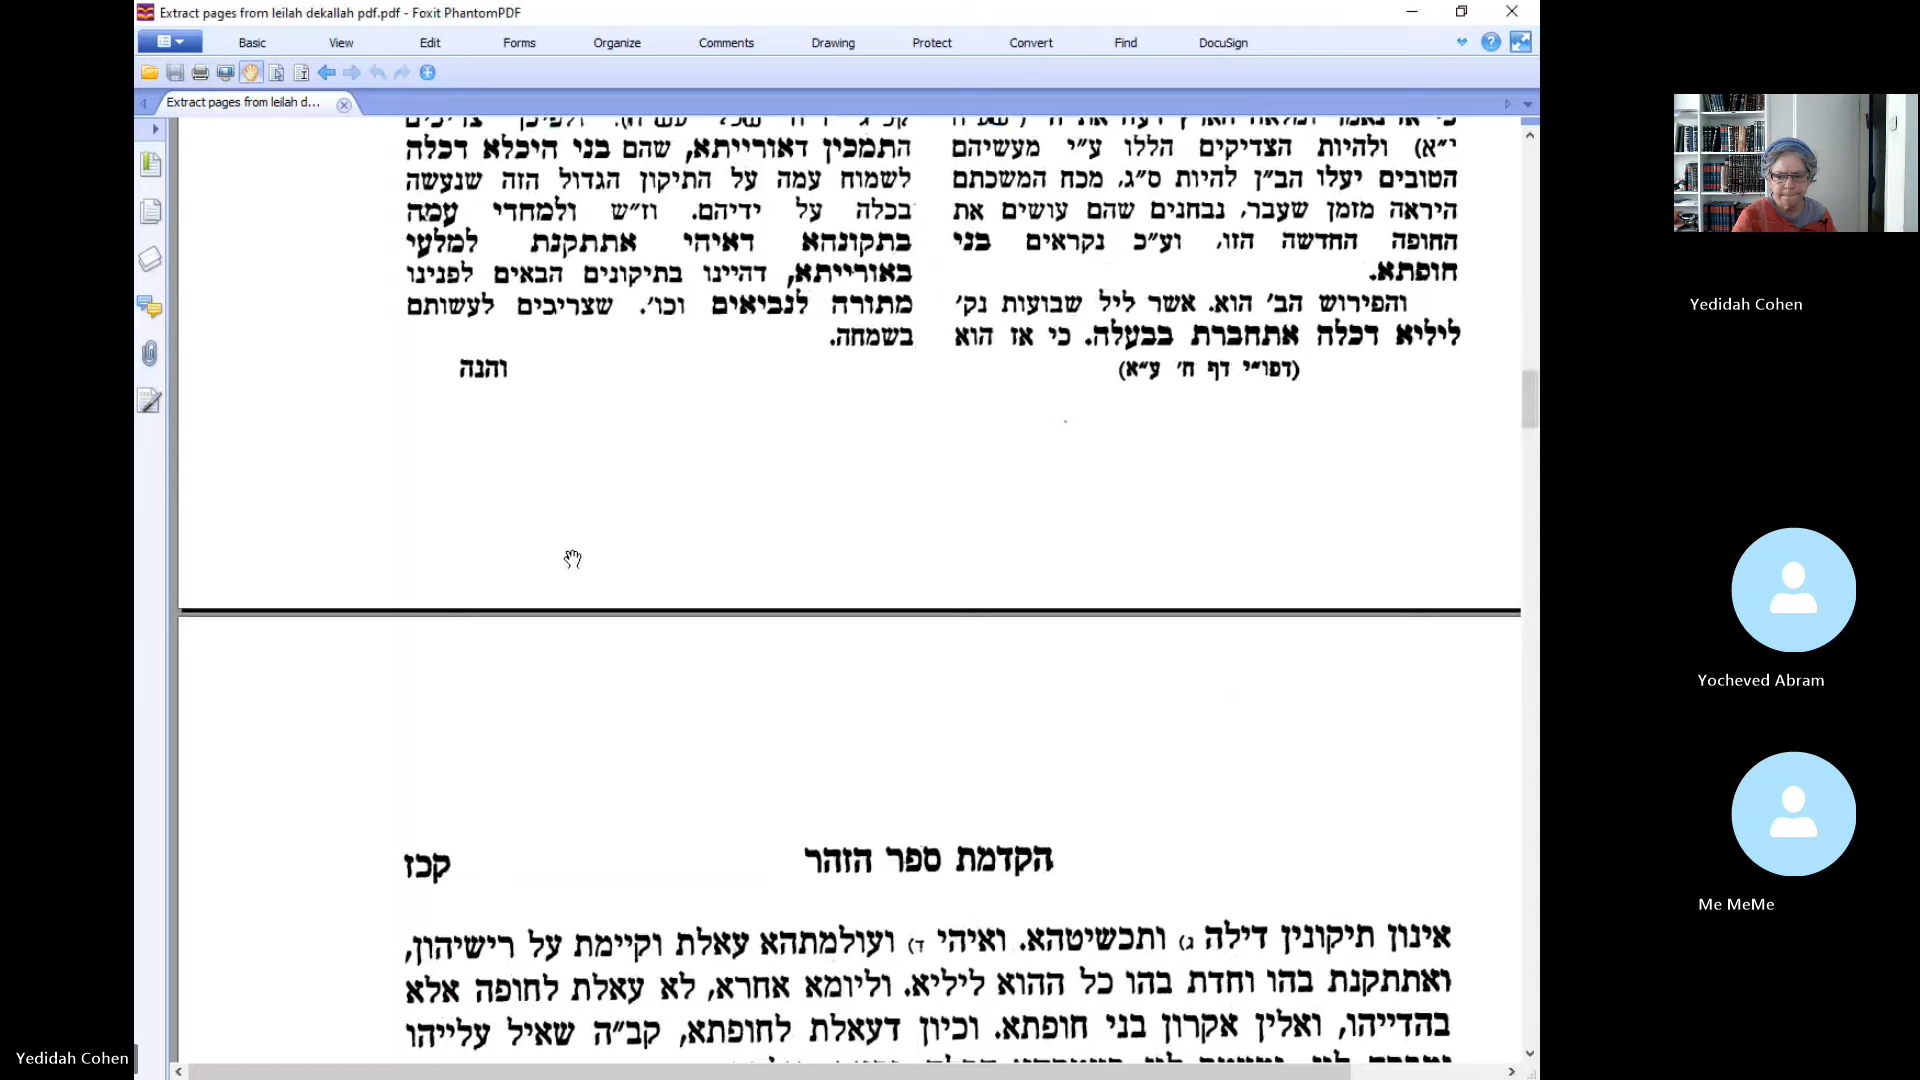 Extract pages from leilah dekallah pdf.pdf - Foxit PhantomPDF
Basic View Edit Forms Organize Comments Drawing Protect Convert Find DocuSign
Extract pages from leilah d...
י"א) ולהיות הצדיקים הללו ע"י מעשיהם
הטובים יעלו הב"ן להיות ס"ג, מכח המשכתם
היראה מזמן שעבר, נבחנים שהם עושים את
החופה החדשה הזו, וע"כ נקראים בני
חופתא.
והפירוש הב' הוא. אשר ליל שבועות נק'
ליליא דכלה אתחברת בבעלה. כי אז הוא
(דפו"י דף ח' ע"א)
התמכין דאורייתא, שהם בני היכלא דכלה
לשמוח עמה על התיקון הגדול הזה שנעשה
בכלה על ידיהם. וז"ש ולמחדי עמה
בתקונהא דאיהי אתתקנת למלעי
באורייתא, דהיינו בתיקונים הבאים לפנינו
מתורה לנביאים וכו'. שצריכים לעשותם
בשמחה.
והנה
הקדמת ספר הזהר
קכז
אינון תיקונין דילה ג) ותכשיטהא. ואיהי ד) ועולמתהא עאלת וקיימת על רישיהון,
ואתתקנת בהו וחדת בהו כל ההוא ליליא. וליומא אחרא, לא עאלת לחופה אלא
בהדייהו, ואלין אקרון בני חופתא. וכיון דעאלת לחופתא, קב"ה שאיל עלייהו
Yedidah Cohen
Yocheved Abram
Me MeMe
Yedidah Cohen